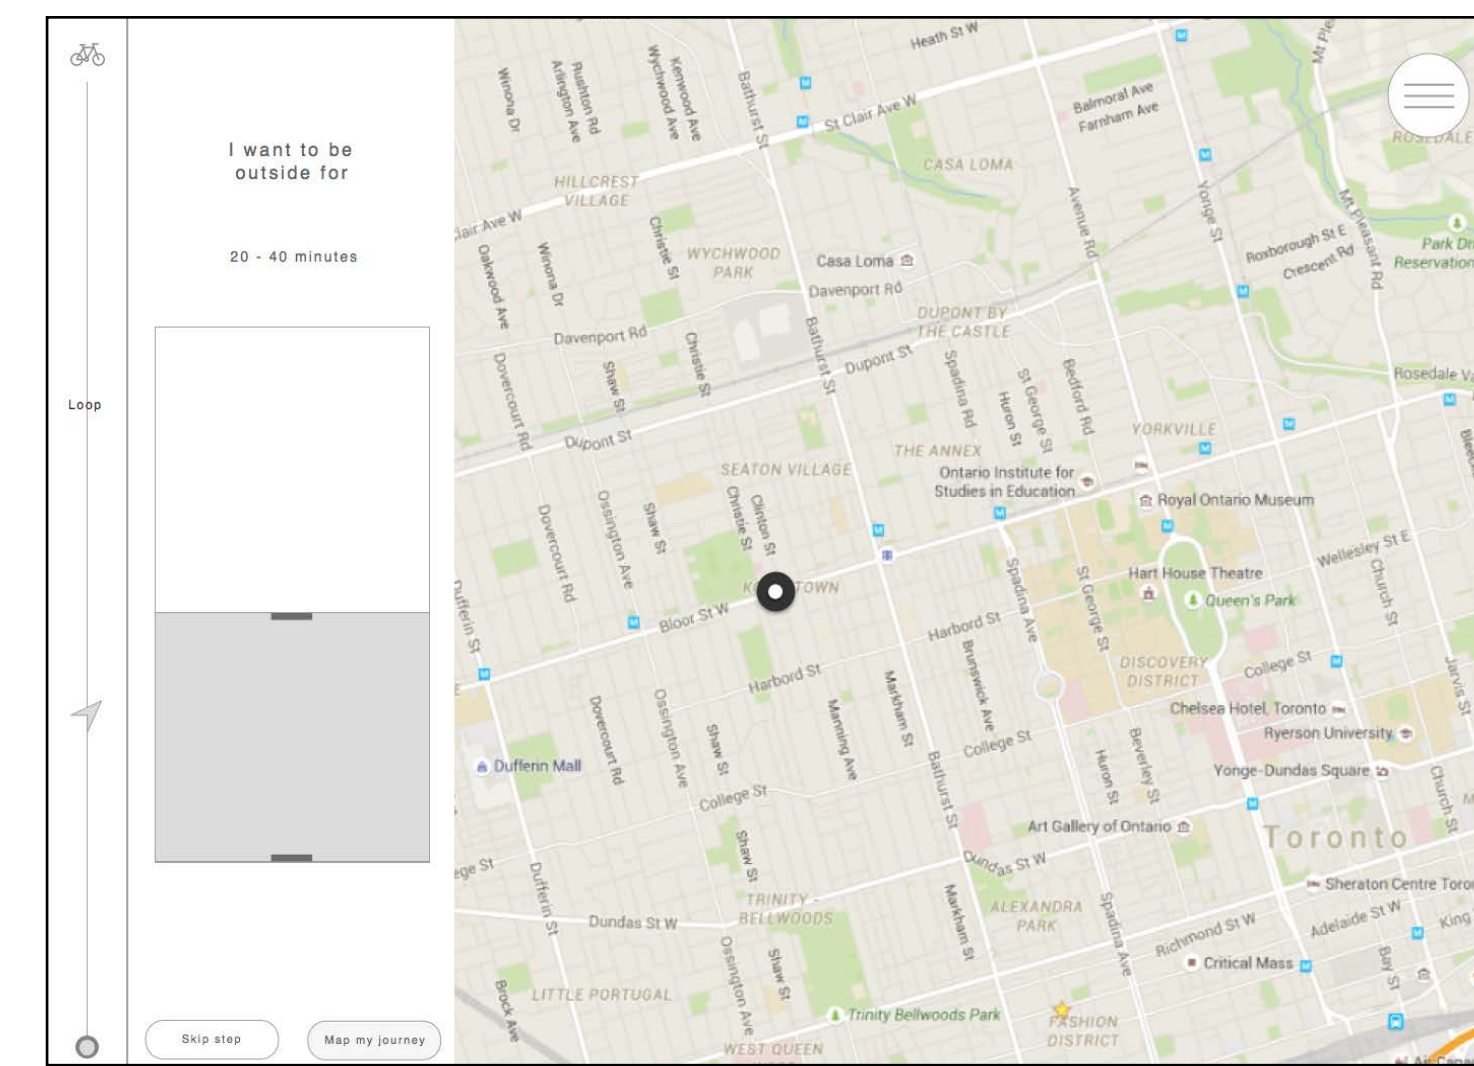 I want to be
outside for
20 - 40 minutes
Loop
Skip step
Map my journey
Heath St W
Winona Dr
Rushton Rd
Arlington Ave
Kenwood Ave
Wychwood Ave
Bathurst St
St Clair Ave W
Balmoral Ave
Farnham Ave
CASA LOMA
HILLCREST
VILLAGE
Oakwood Ave
Winona Dr
Christie St
WYCHWOOD
PARK
Casa Loma
Davenport Rd
Avenue Rd
Yonge St
Roxborough St E
Crescent Rd
Mt Pleasant Rd
Reservation
DUPONT BY
THE CASTLE
Davenport Rd
Christie St
Bathurst St
Dupont St
Dovercourt Rd
Shaw St
Spadina Rd
Huron St
St George St
Bedford Rd
Dupont St
SEATON VILLAGE
THE ANNEX
YORKVILLE
Ontario Institute for
Studies in Education
Royal Ontario Museum
Dovercourt Rd
Ossington Ave
Shaw St
Christie St
Clinton St
Wellesley St E
Hart House Theatre
Queen's Park
Church St
Dufferin St
Bloor St W
Harbord St
Spadina Ave
St George St
Harbord St
Brunswick Ave
DISCOVERY
DISTRICT
College St
Jarvis St
Dovercourt Rd
Ossington Ave
Shaw St
Manning Ave
Markham St
College St
Chelsea Hotel, Toronto
Ryerson University
Dufferin Mall
Bathurst St
Huron St
Beverley St
Yonge-Dundas Square
Church St
College St
Shaw St
Art Gallery of Ontario
Toronto
Dundas St W
Dufferin St
TRINITY -
BELLWOODS
Dundas St W
Markham St
ALEXANDRA
PARK
Spadina Ave
Sheraton Centre Toron
Richmond St W
Adelaide St W
King
Critical Mass
Bay St
Ossington Ave
Shaw St
LITTLE PORTUGAL
Brock Ave
Trinity Bellwoods Park
FASHION
DISTRICT
WEST QUEEN